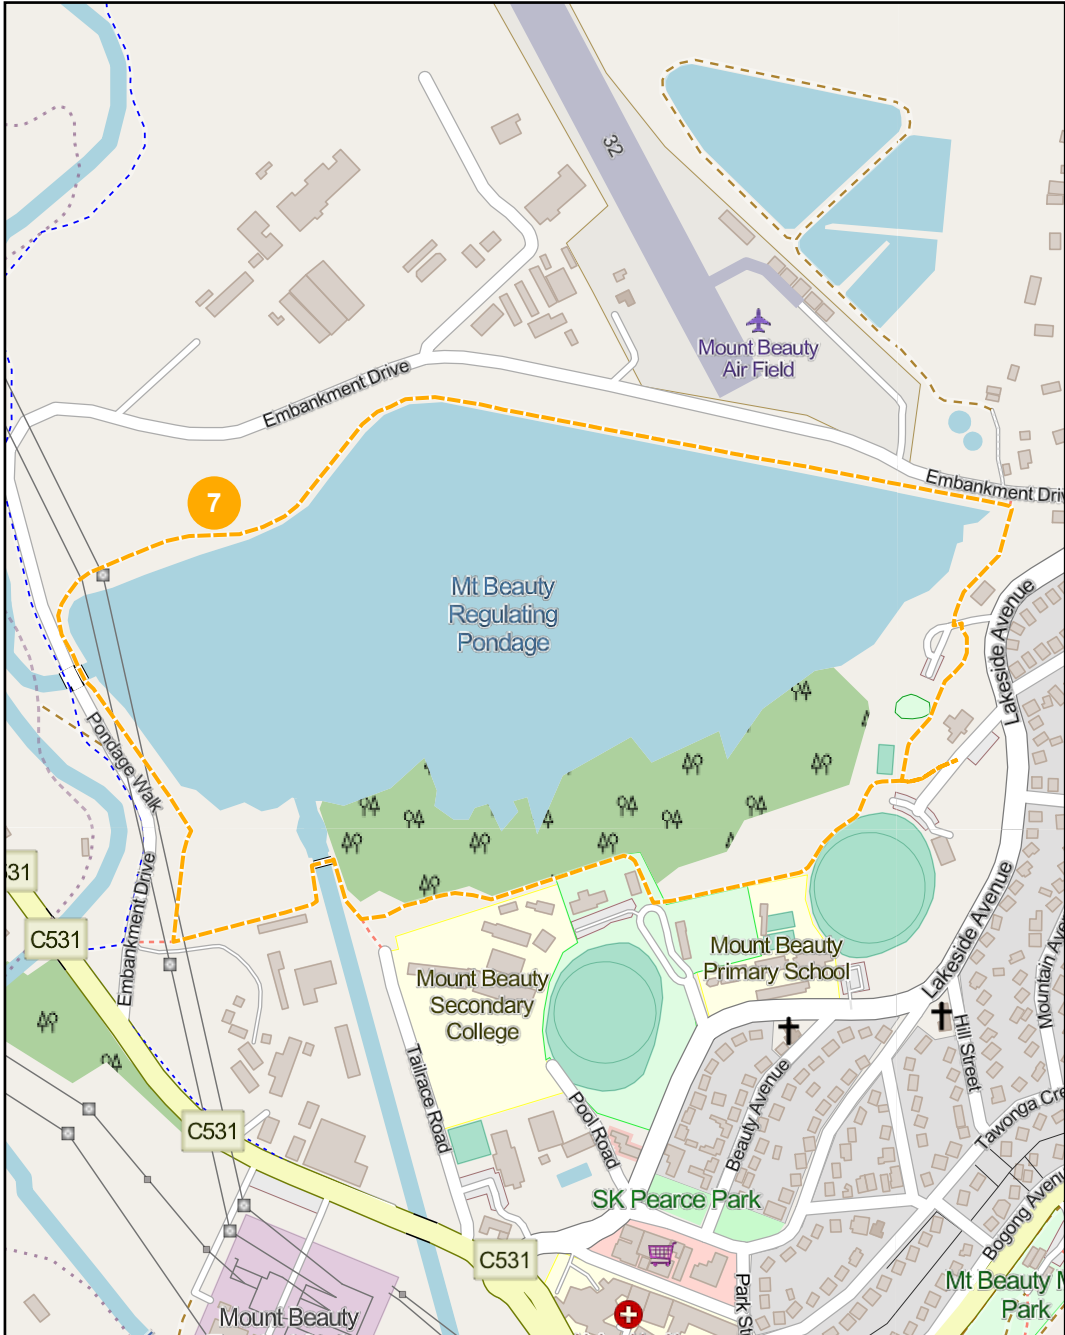 32
Mount Beauty
Air Field
Embankment Drive
Embankment Driv
7
Mt Beauty
Regulating
Pondage
Lakeside Avenue
Pondage Walk
31
C531
Embankment Drive
Mount Beauty
Primary School
Mount Beauty
Secondary
College
Lakeside Avenue
Mountain Ave
Hill Street
Tailrace Road
Pool Road
Beauty Avenue
Tawonga Cre
C531
SK Pearce Park
Bogong Avenu
C531
Mt Beauty M
Park
Park St
Mount Beauty